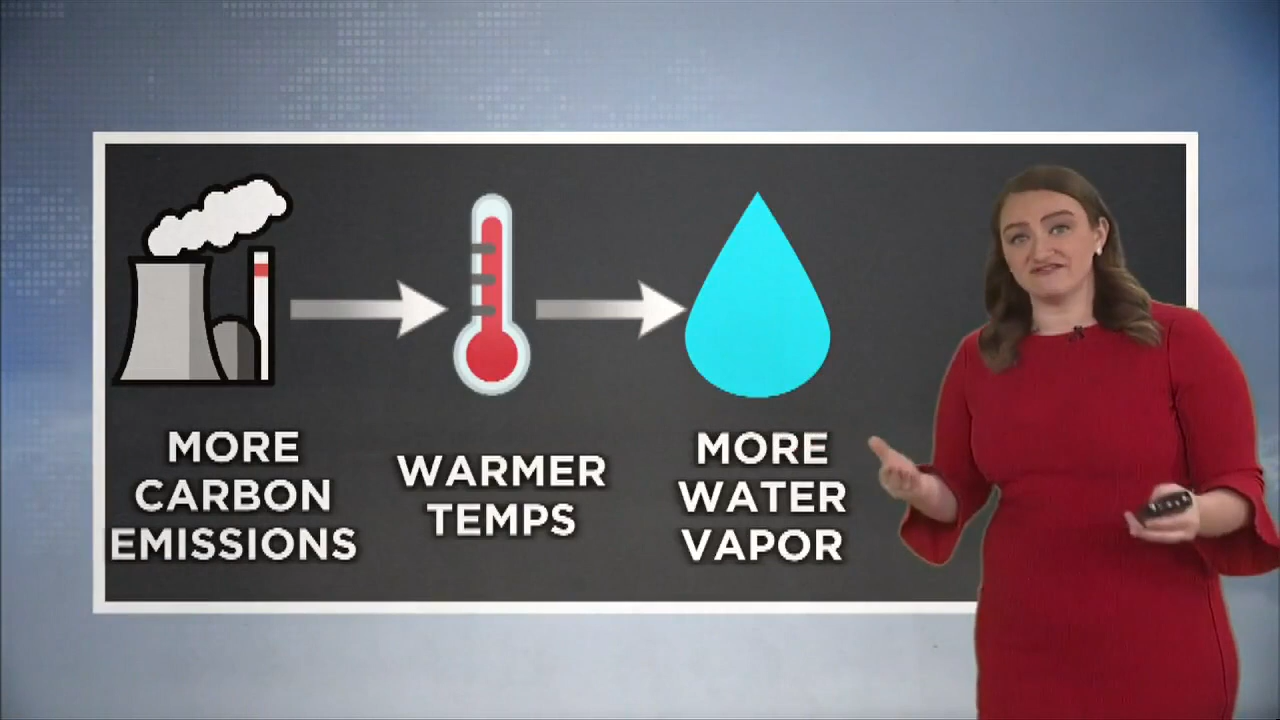 MORE
CARBON
EMISSIONS
WARMER
TEMPS
MORE
WATER
VAPOR